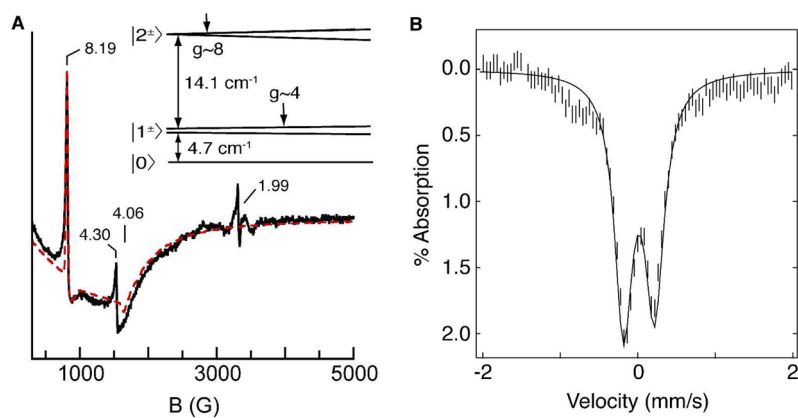 A
8.19
|2±⟩
g~8
14.1 cm-1
g~4
|1±⟩
4.7 cm-1
|0⟩
4.30
4.06
1.99
1000
3000
5000
B (G)
B
0.0
0.5
1.0
1.5
2.0
% Absorption
-2
0
2
Velocity (mm/s)